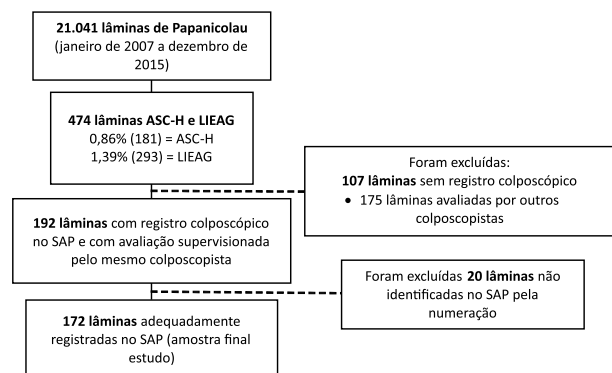 21.041 lâminas de Papanicolau
(janeiro de 2007 a dezembro de
2015)
474 lâminas ASC-H e LIEAG
0,86% (181) = ASC-H
1,39% (293) = LIEAG
Foram excluídas:
107 lâminas sem registro colposcópico
• 175 lâminas avaliadas por outros
colposcopistas
192 lâminas com registro colposcópico
no SAP e com avaliação supervisionada
pelo mesmo colposcopista
Foram excluídas 20 lâminas não
identificadas no SAP pela
numeração
172 lâminas adequadamente
registradas no SAP (amostra final
estudo)